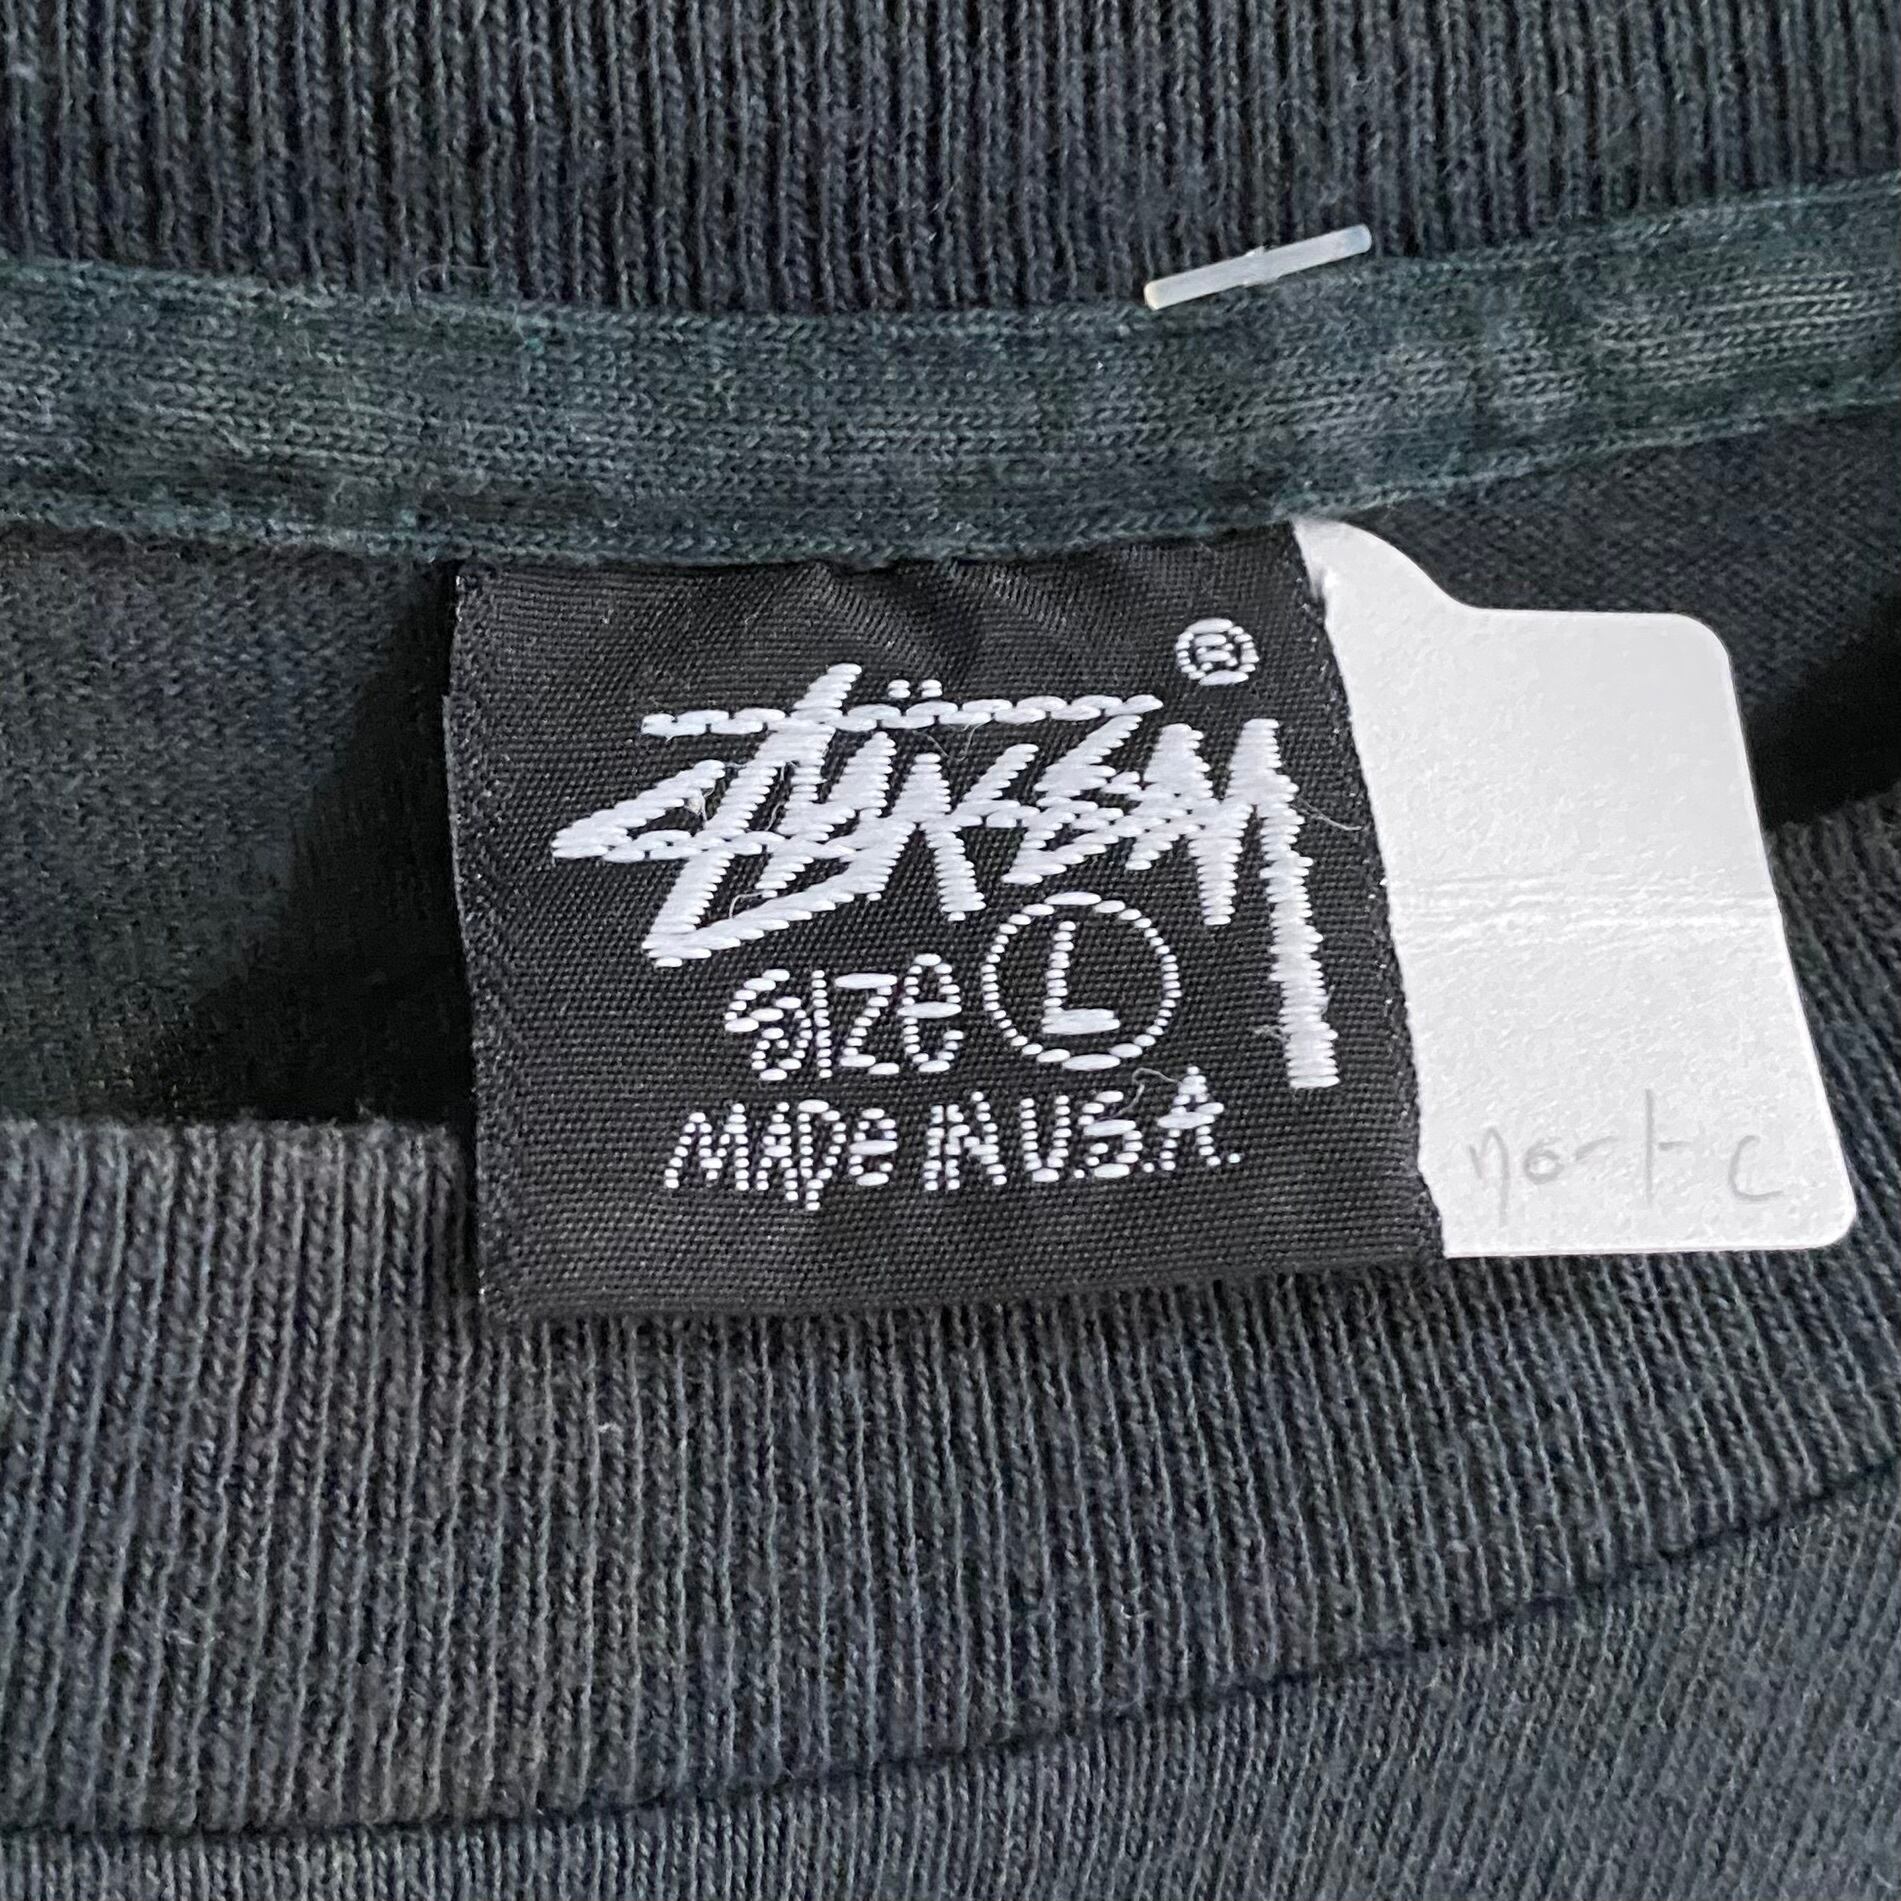 STÜSSY ®
SIZE L
MADE IN U.S.A.